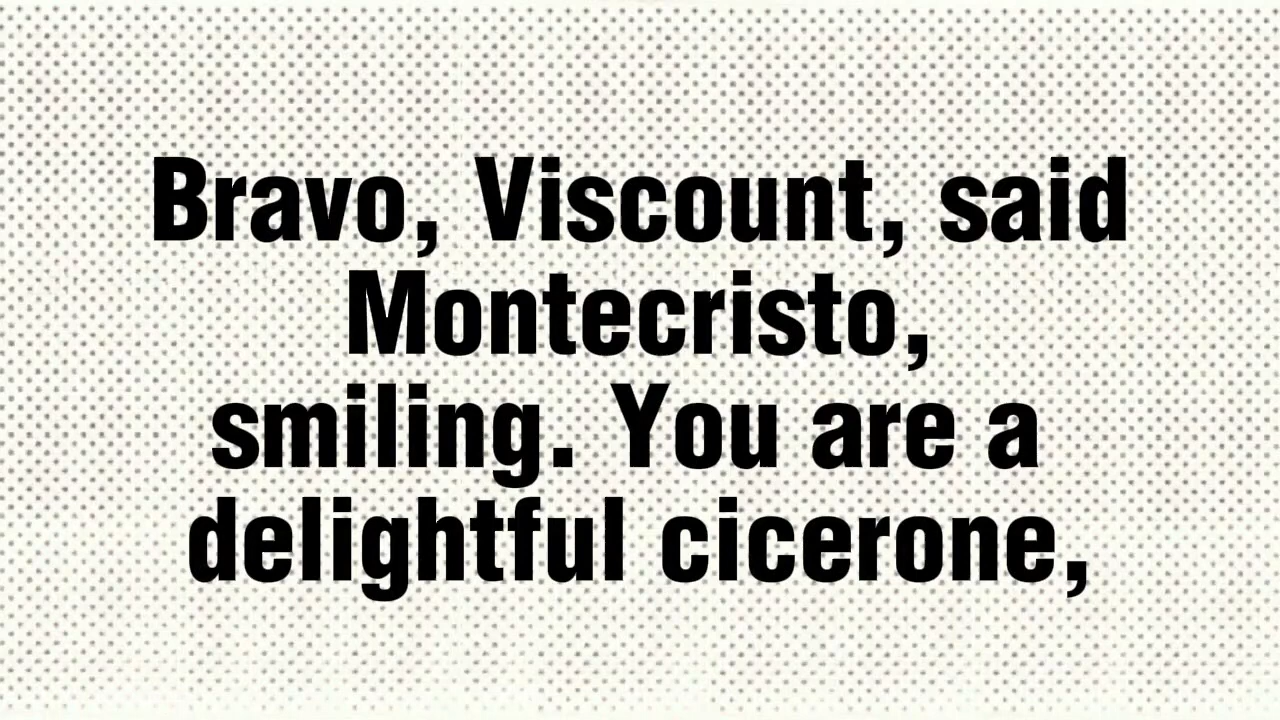 Bravo, Viscount, said
Montecristo,
smiling. You are a
delightful cicerone,